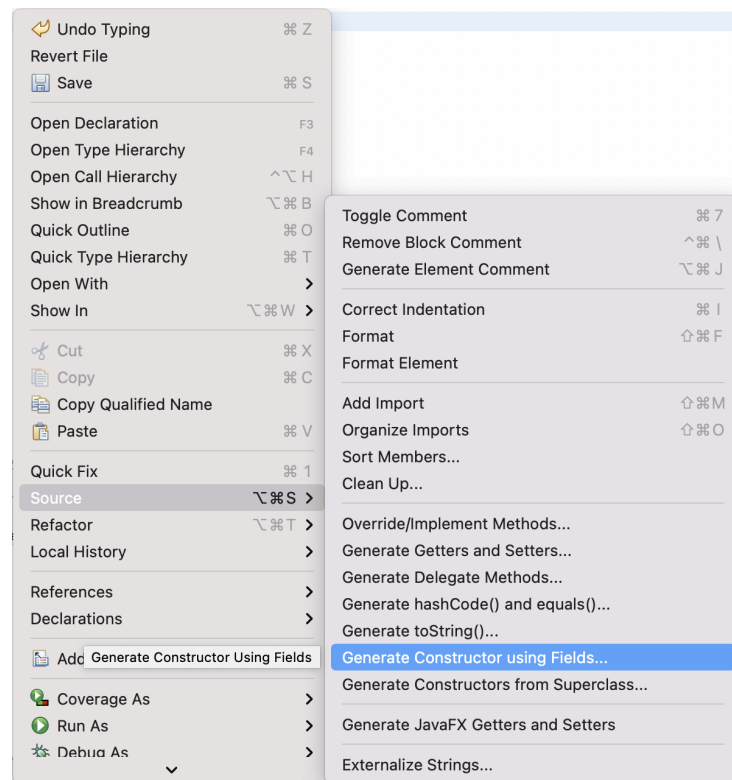 Undo Typing ⌘ Z
Revert File
Save ⌘ S
Open Declaration F3
Open Type Hierarchy F4
Open Call Hierarchy ^⌥ H
Show in Breadcrumb ⌥⌘ B
Quick Outline ⌘ O
Quick Type Hierarchy ⌘ T
Open With
Show In ⌥⌘ W
Cut ⌘ X
Copy ⌘ C
Copy Qualified Name
Paste ⌘ V
Quick Fix ⌘ 1
Source ⌥⌘ S
Refactor ⌥⌘ T
Local History
References
Declarations
Add
Generate Constructor Using Fields
Coverage As
Run As
Debug As
Toggle Comment ⌘ 7
Remove Block Comment ^⌘ \
Generate Element Comment ⌥⌘ J
Correct Indentation ⌘ I
Format ⇧⌘ F
Format Element
Add Import ⇧⌘ M
Organize Imports ⇧⌘ O
Sort Members...
Clean Up...
Override/Implement Methods...
Generate Getters and Setters...
Generate Delegate Methods...
Generate hashCode() and equals()...
Generate toString()...
Generate Constructor using Fields...
Generate Constructors from Superclass...
Generate JavaFX Getters and Setters
Externalize Strings...